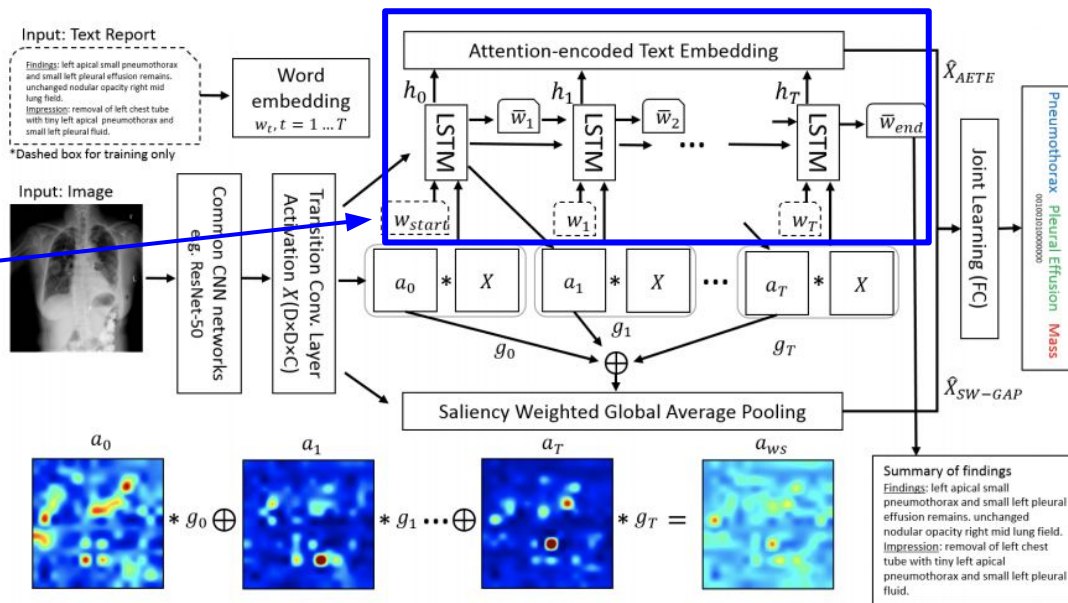 Input: Text Report
Findings: left apical small pneumothorax
and small left pleural effusion remains.
unchanged nodular opacity right mid
lung field.
Impression: removal of left chest tube
with tiny left apical pneumothorax and
small left pleural fluid.
*Dashed box for training only
Word
embedding
w_t, t = 1 … T
Attention-encoded Text Embedding
h_0
h_1
h_T
LSTM
w̅_1
LSTM
w̅_2
...
LSTM
w̅_end
w_start
w_1
w_T
X̂_AETE
Input: Image
L
Common CNN networks
e.g. ResNet-50
Transition Conv. Layer
Activation X(D×D×C)
a_0 * X
a_1 * X
...
a_T * X
g_0
g_1
g_T
⊕
Saliency Weighted Global Average Pooling
X̂_SW−GAP
Joint Learning (FC)
Pneumothorax Pleural Effusion Mass
001001010000000
a_0
a_1
a_T
a_ws
* g_0 ⊕ * g_1 ... ⊕ * g_T =
Summary of findings
Findings: left apical small
pneumothorax and small left pleural
effusion remains. unchanged
nodular opacity right mid lung field.
Impression: removal of left chest
tube with tiny left apical
pneumothorax and small left pleural
fluid.